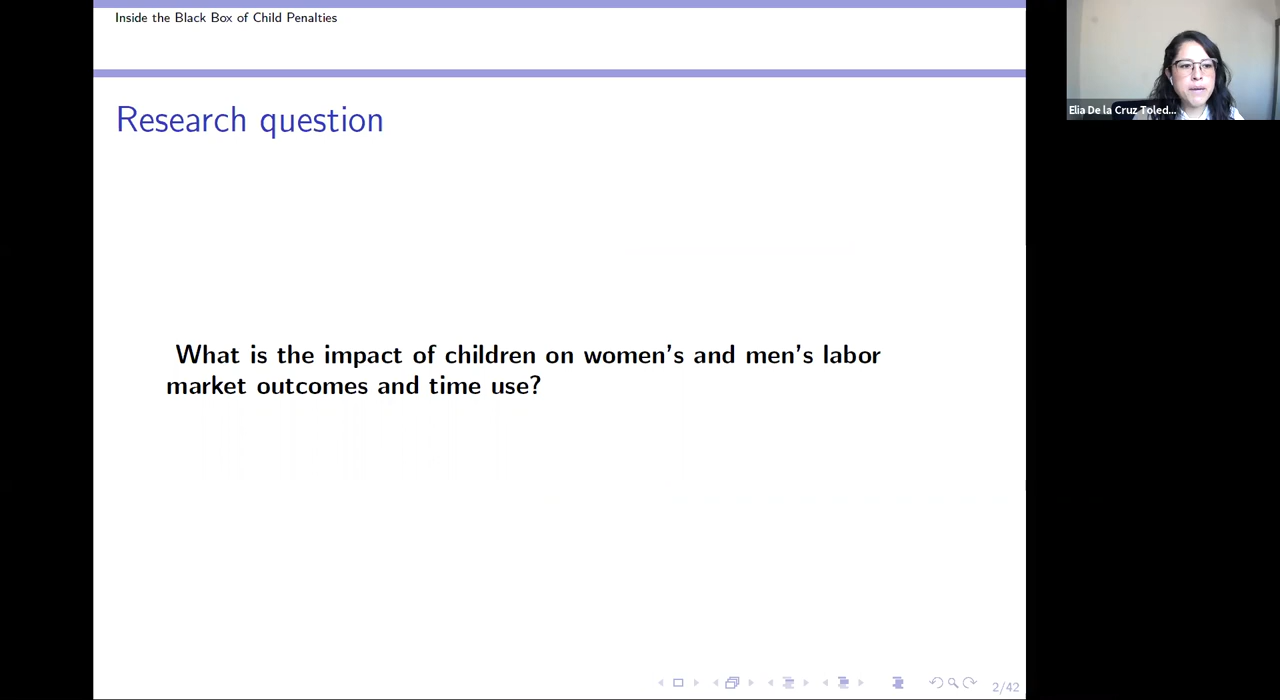 Inside the Black Box of Child Penalties
Elia De la Cruz Toled...
Research question
What is the impact of children on women's and men's labor
market outcomes and time use?
2/42